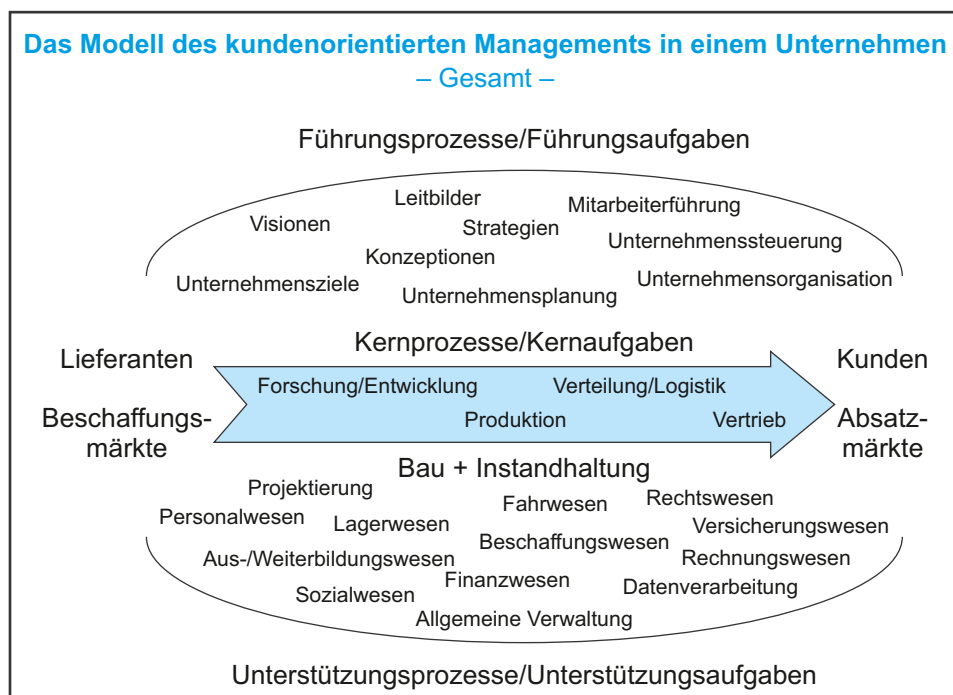 Das Modell des kundenorientierten Managements in einem Unternehmen
– Gesamt –
Führungsprozesse/Führungsaufgaben
Leitbilder
Mitarbeiterführung
Visionen
Strategien
Unternehmenssteuerung
Konzeptionen
Unternehmensziele
Unternehmensorganisation
Unternehmensplanung
Kernprozesse/Kernaufgaben
Lieferanten
Kunden
Forschung/Entwicklung
Verteilung/Logistik
Beschaffungs-
märkte
Produktion
Vertrieb
Absatz-
märkte
Bau + Instandhaltung
Projektierung
Fahrwesen
Rechtswesen
Personalwesen
Lagerwesen
Versicherungswesen
Beschaffungswesen
Aus-/Weiterbildungswesen
Rechnungswesen
Finanzwesen
Datenverarbeitung
Sozialwesen
Allgemeine Verwaltung
Unterstützungsprozesse/Unterstützungsaufgaben